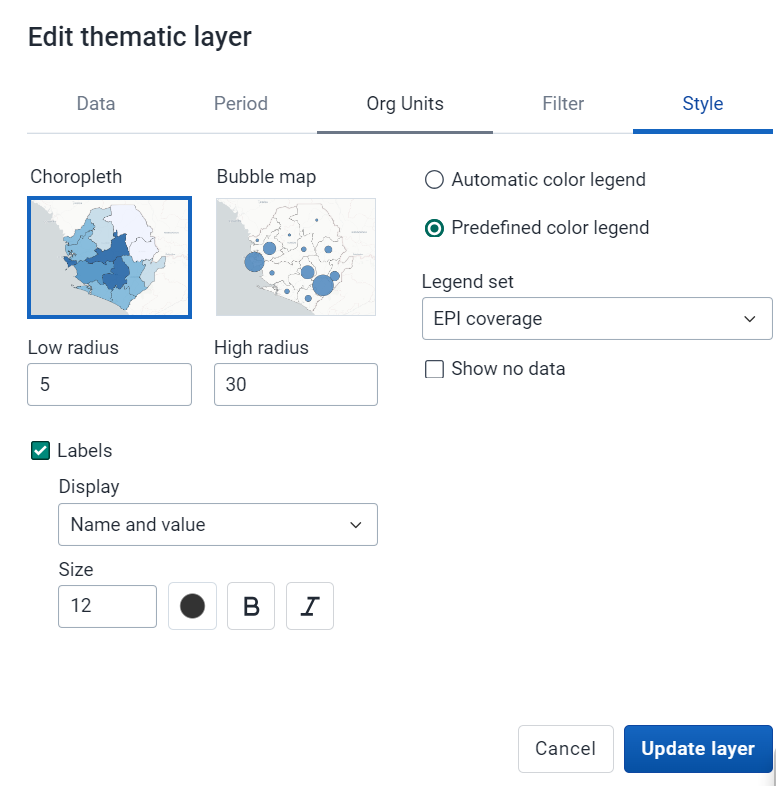 Edit thematic layer
Data Period Org Units Filter Style
Choropleth Bubble map
Automatic color legend
Predefined color legend
Legend set
EPI coverage
Show no data
Low radius High radius
5 30
Labels
Display
Name and value
Size
12 B I
Cancel Update layer